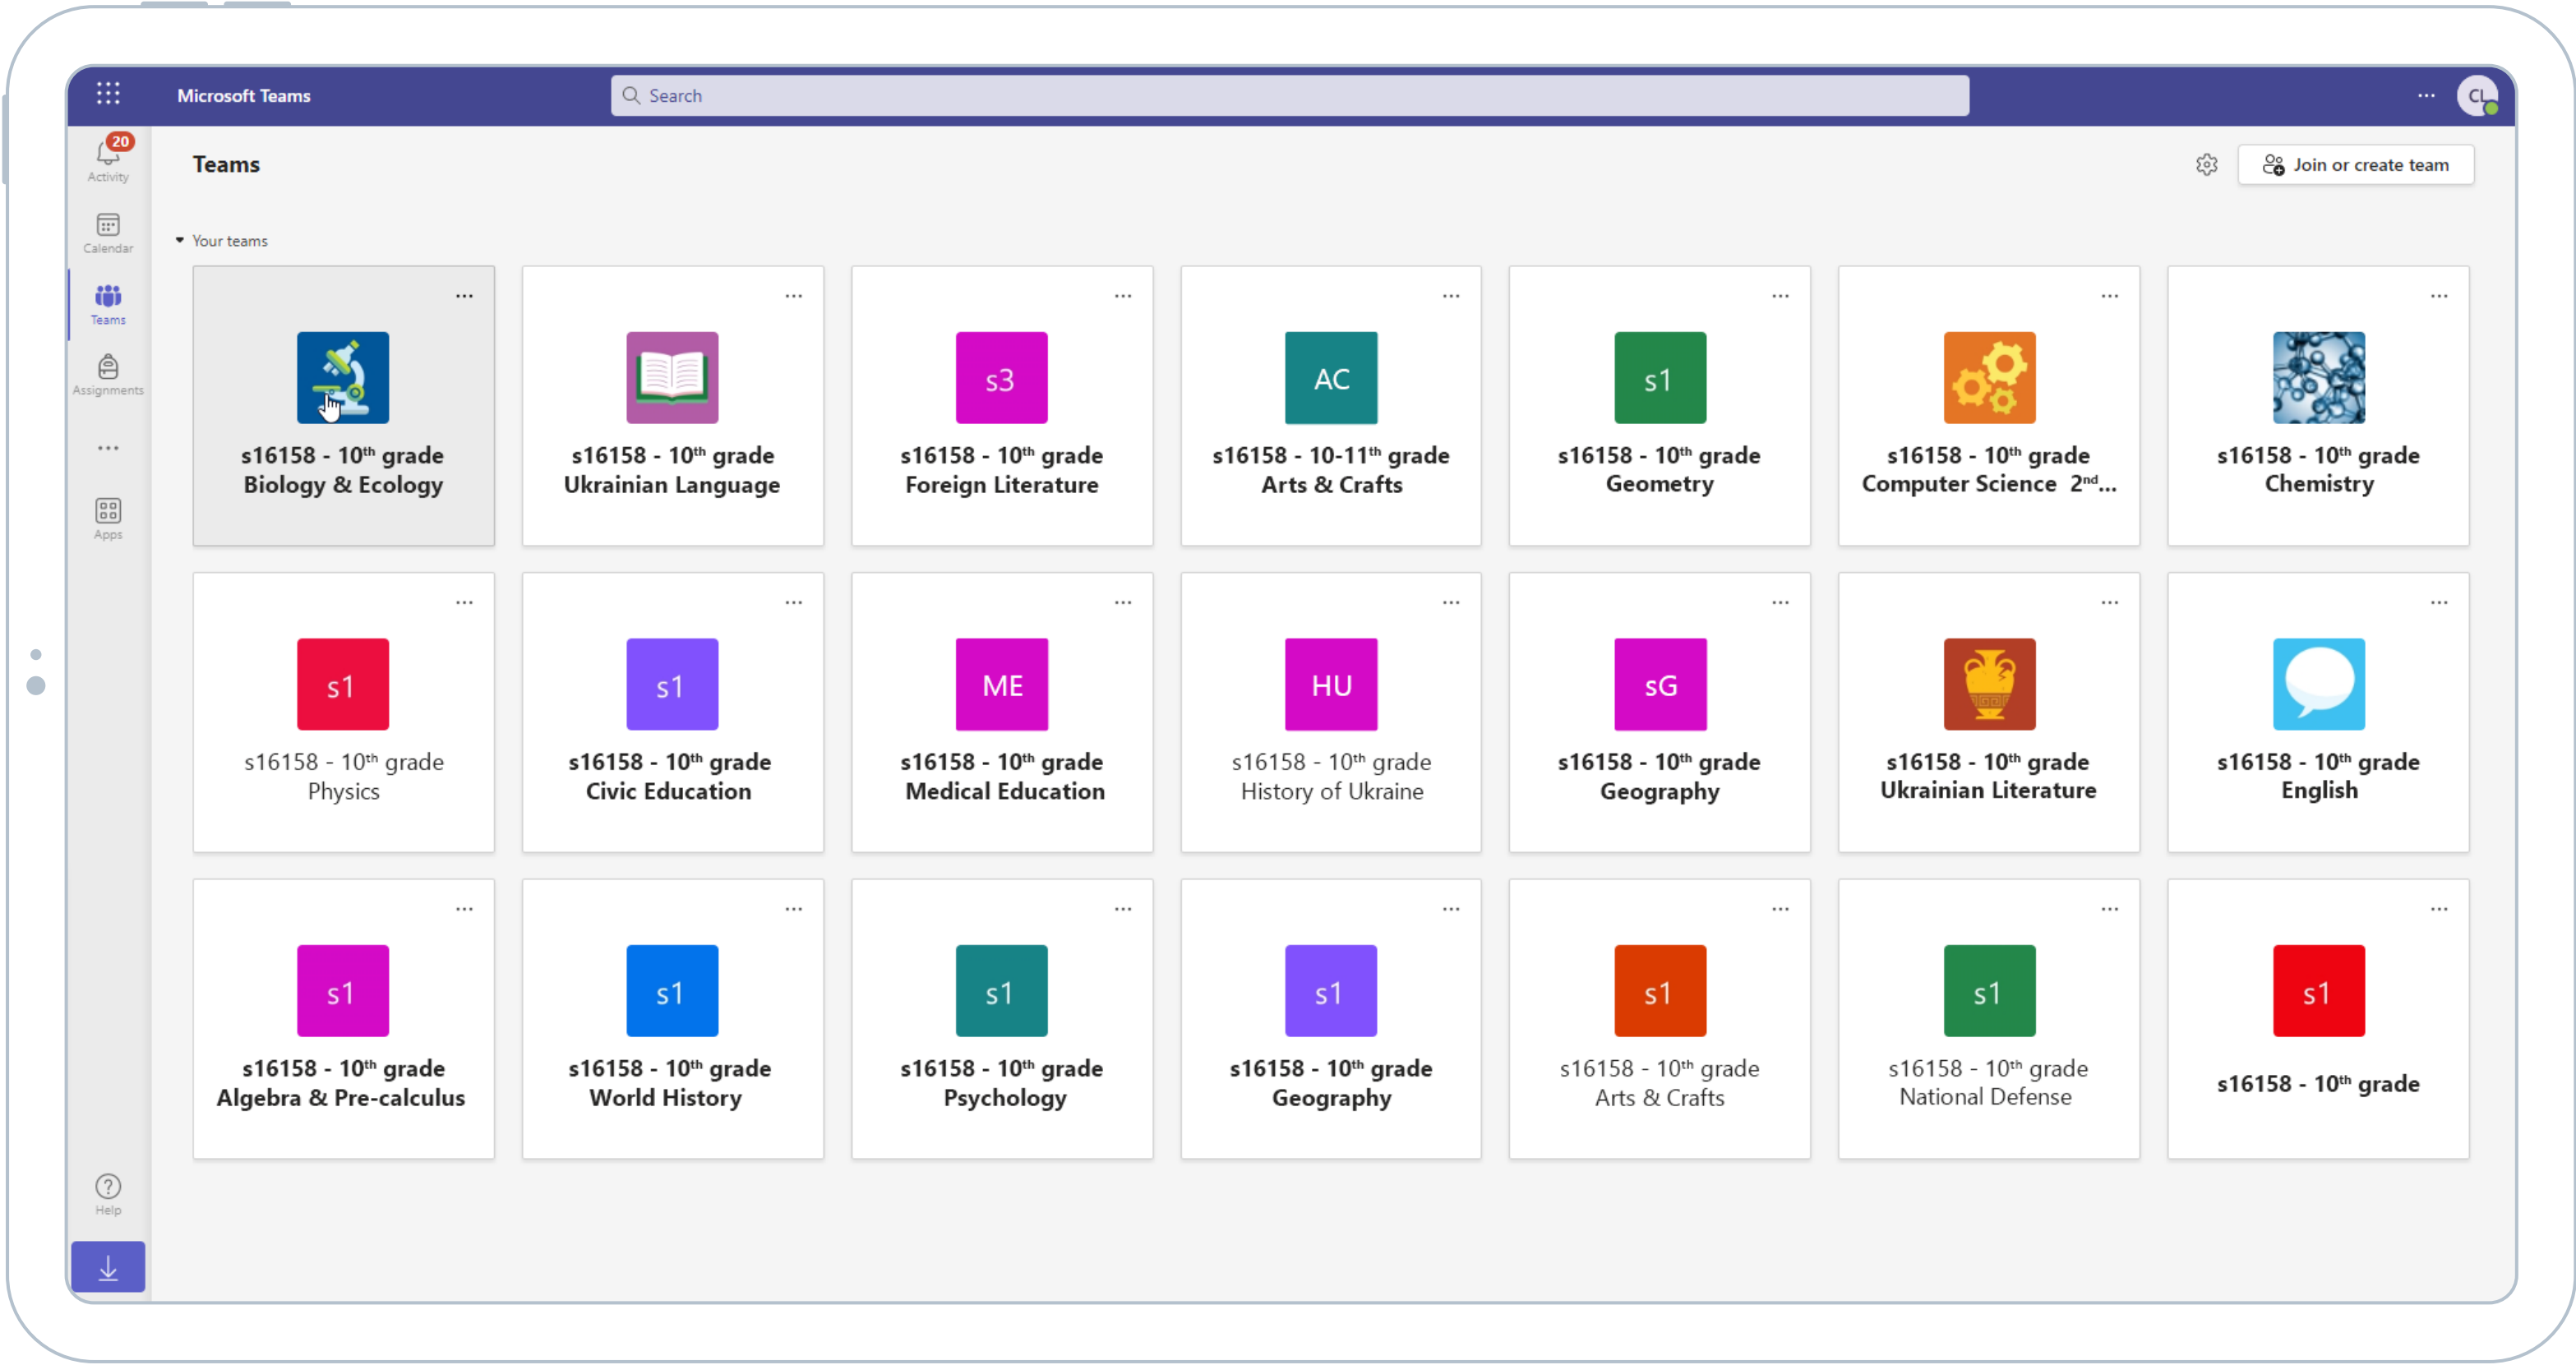 Microsoft Teams
Search
...
CL
20
Activity
Calendar
Teams
Assignments
...
Apps
Help
Teams
Join or create team
Your teams
...
s16158 - 10th grade
Biology & Ecology
...
s16158 - 10th grade
Ukrainian Language
...
s3
s16158 - 10th grade
Foreign Literature
...
AC
s16158 - 10-11th grade
Arts & Crafts
...
s1
s16158 - 10th grade
Geometry
...
s16158 - 10th grade
Computer Science 2nd...
...
s16158 - 10th grade
Chemistry
...
s1
s16158 - 10th grade
Physics
...
s1
s16158 - 10th grade
Civic Education
...
ME
s16158 - 10th grade
Medical Education
...
HU
s16158 - 10th grade
History of Ukraine
...
sG
s16158 - 10th grade
Geography
...
s16158 - 10th grade
Ukrainian Literature
...
s16158 - 10th grade
English
...
s1
s16158 - 10th grade
Algebra & Pre-calculus
...
s1
s16158 - 10th grade
World History
...
s1
s16158 - 10th grade
Psychology
...
s1
s16158 - 10th grade
Geography
...
s1
s16158 - 10th grade
Arts & Crafts
...
s1
s16158 - 10th grade
National Defense
...
s1
s16158 - 10th grade